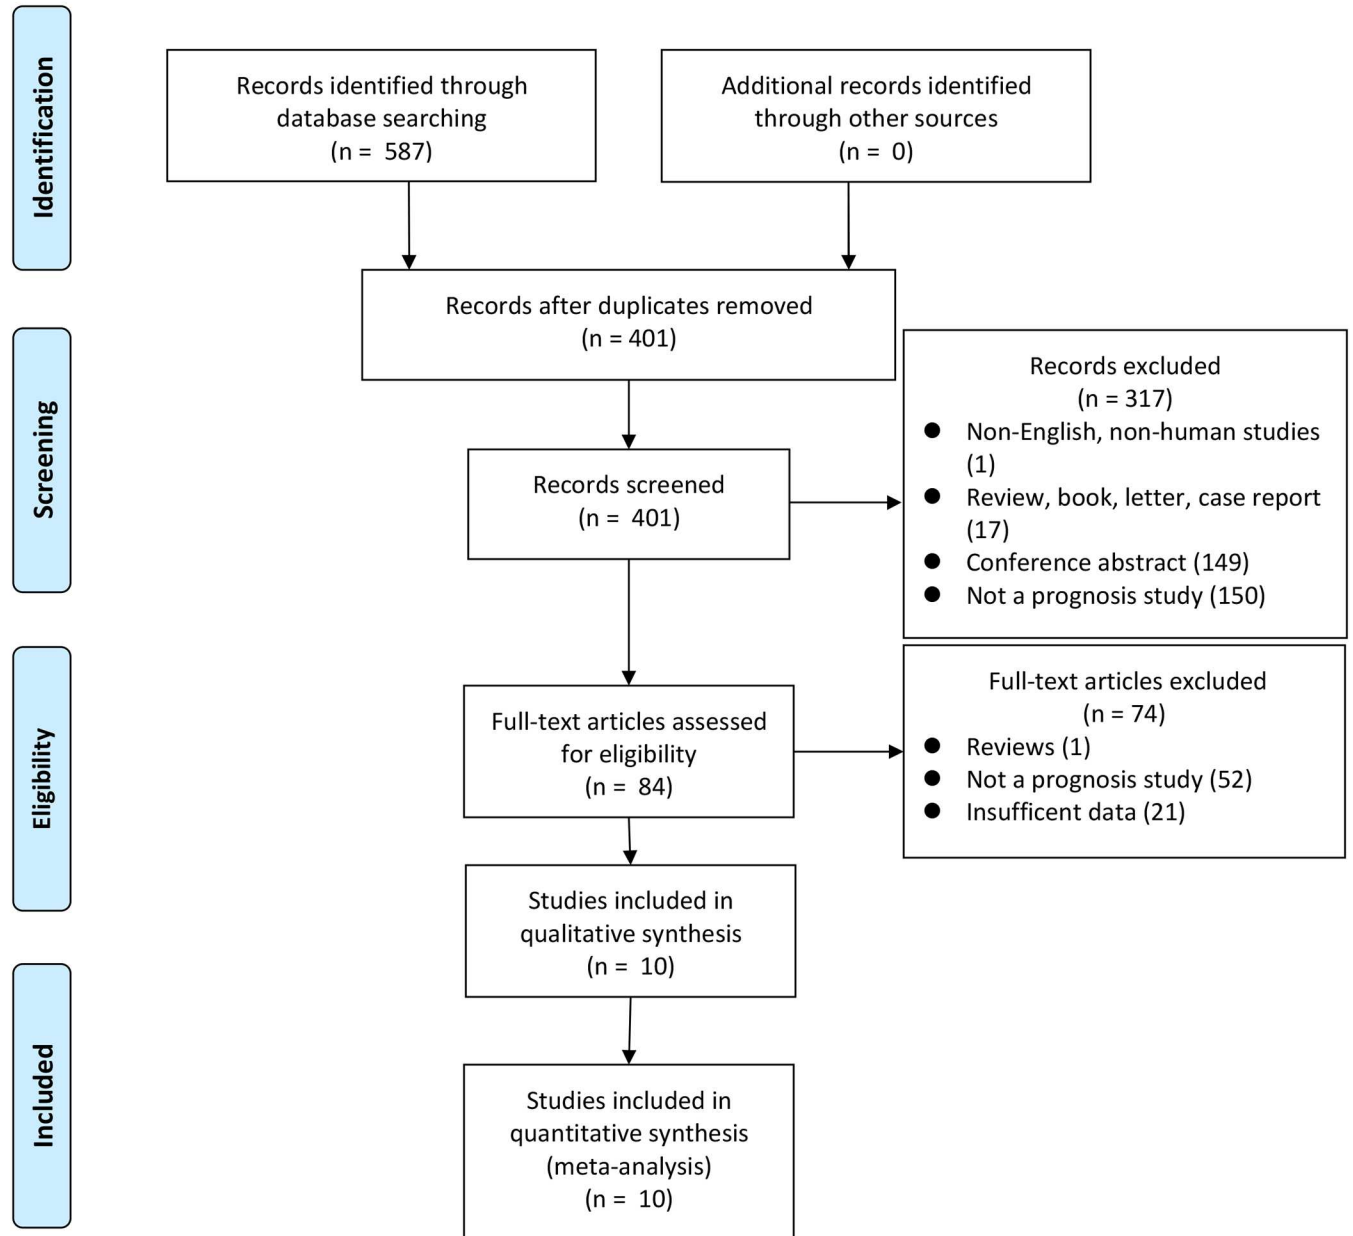 Identification
Records identified through
database searching
(n = 587)
Additional records identified
through other sources
(n = 0)
Records after duplicates removed
(n = 401)
Screening
Records screened
(n = 401)
Records excluded
(n = 317)
● Non-English, non-human studies
(1)
● Review, book, letter, case report
(17)
● Conference abstract (149)
● Not a prognosis study (150)
Eligibility
Full-text articles assessed
for eligibility
(n = 84)
Full-text articles excluded
(n = 74)
● Reviews (1)
● Not a prognosis study (52)
● Insufficent data (21)
Studies included in
qualitative synthesis
(n = 10)
Included
Studies included in
quantitative synthesis
(meta-analysis)
(n = 10)